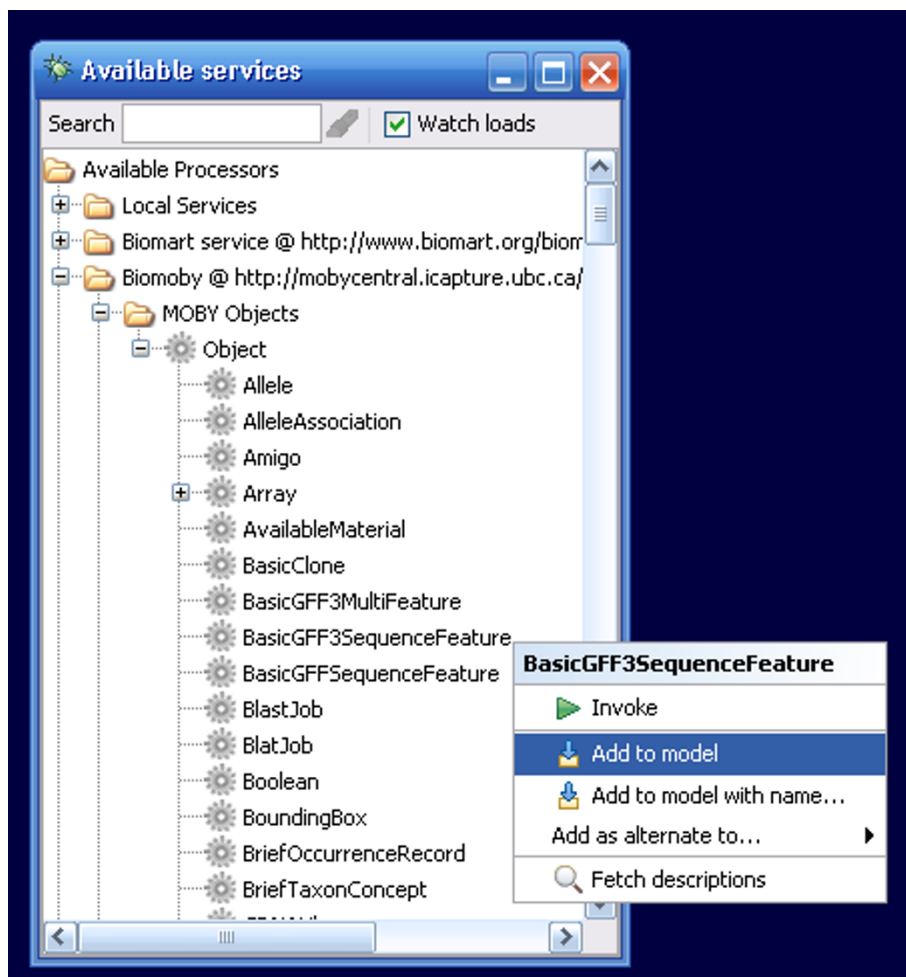 Available services
Search
Watch loads
Available Processors
Local Services
Biomart service @ http://www.biomart.org/biom
Biomoby @ http://mobycentral.icapture.ubc.ca/
MOBY Objects
Object
Allele
AlleleAssociation
Amigo
Array
AvailableMaterial
BasicClone
BasicGFF3MultiFeature
BasicGFF3SequenceFeature
BasicGFFSequenceFeature
BlastJob
BlatJob
Boolean
BoundingBox
BriefOccurrenceRecord
BriefTaxonConcept
BasicGFF3SequenceFeature
Invoke
Add to model
Add to model with name...
Add as alternate to...
Fetch descriptions